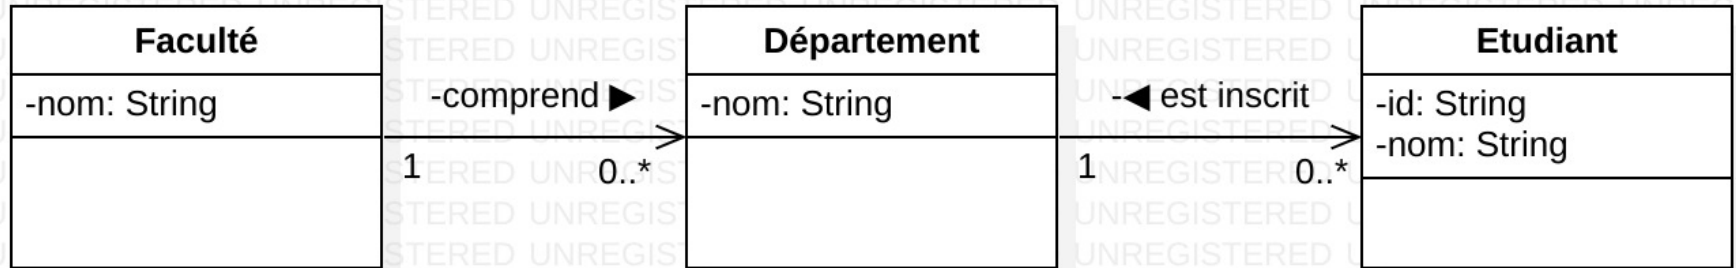 Faculté
-nom: String
-comprend ▶
1
0..*
Département
-nom: String
-◀ est inscrit
1
0..*
Etudiant
-id: String
-nom: String